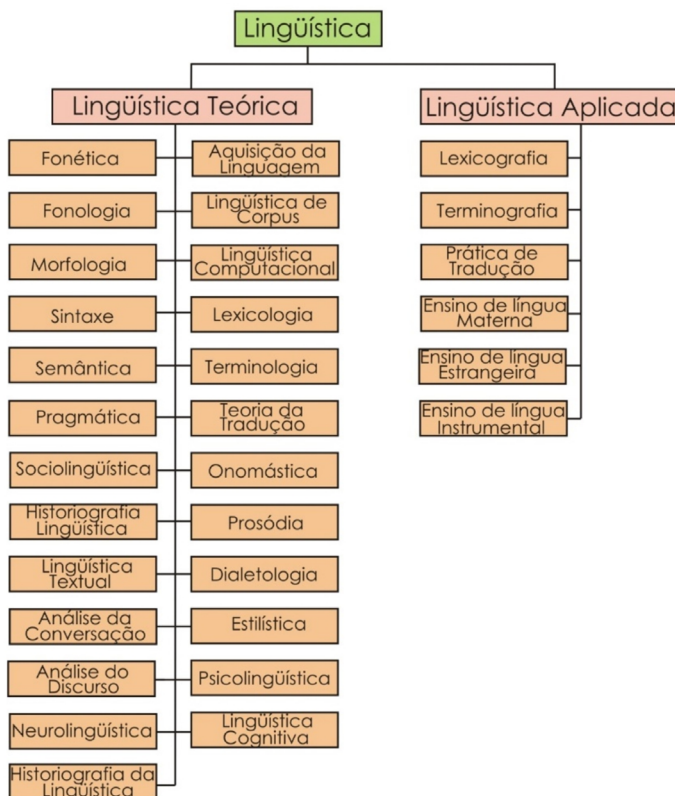 Lingüística
Lingüística Teórica
Lingüística Aplicada
Fonética
Aquisição da
Linguagem
Lexicografia
Fonologia
Lingüística de
Corpus
Terminografia
Morfologia
Lingüística
Computacional
Prática de
Tradução
Sintaxe
Lexicologia
Ensino de língua
Materna
Semântica
Terminologia
Ensino de língua
Estrangeira
Pragmática
Teoria da
Tradução
Ensino de língua
Instrumental
Sociolingüística
Onomástica
Historiografia
Lingüística
Prosódia
Lingüística
Textual
Dialetologia
Análise da
Conversação
Estilística
Análise do
Discurso
Psicolingüística
Neurolingüística
Lingüística
Cognitiva
Historiografia da
Lingüística